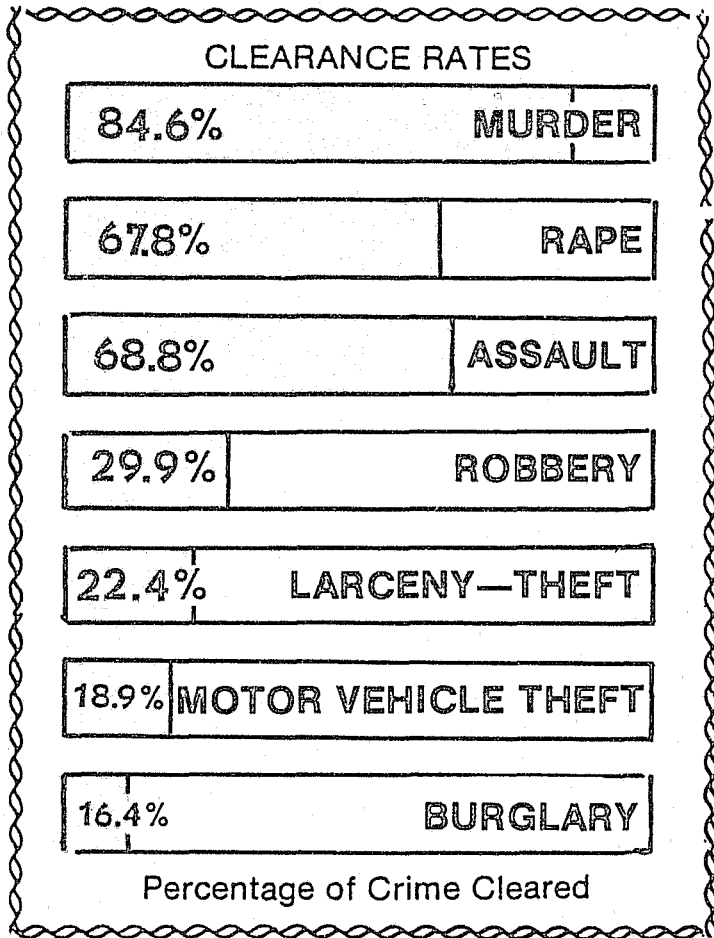 CLEARANCE RATES
84.6% MURDER
67.8% RAPE
68.8% ASSAULT
29.9% ROBBERY
22.4% LARCENY—THEFT
18.9% MOTOR VEHICLE THEFT
16.4% BURGLARY
Percentage of Crime Cleared